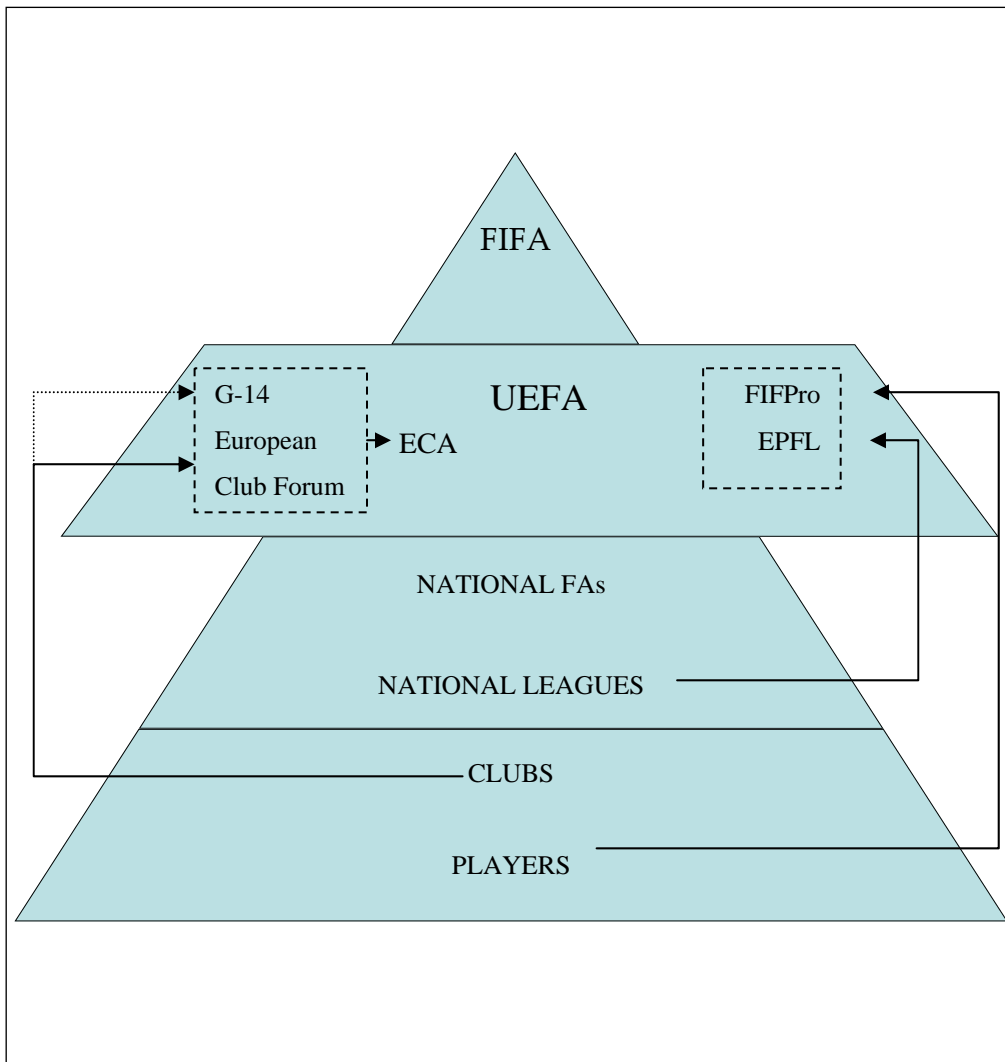 FIFA
G-14
European
Club Forum
ECA
UEFA
FIFPro
EPFL
NATIONAL FAs
NATIONAL LEAGUES
CLUBS
PLAYERS